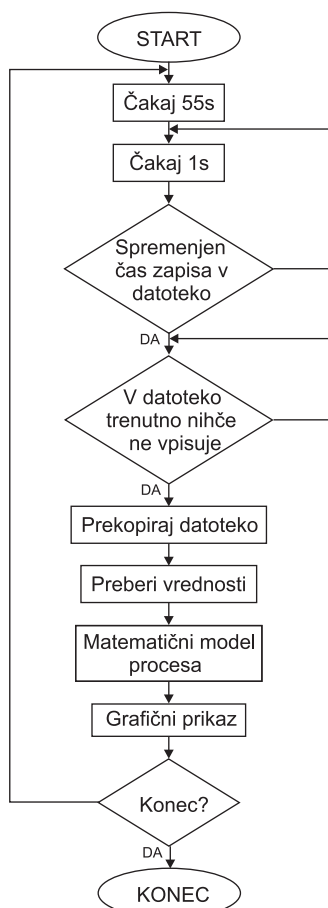 START
Čakaj 55s
Čakaj 1s
Spremenjen
čas zapisa v
datoteko
DA
V datoteko
trenutno nihče
ne vpisuje
DA
Prekopiraj datoteko
Preberi vrednosti
Matematični model
procesa
Grafični prikaz
Konec?
DA
KONEC